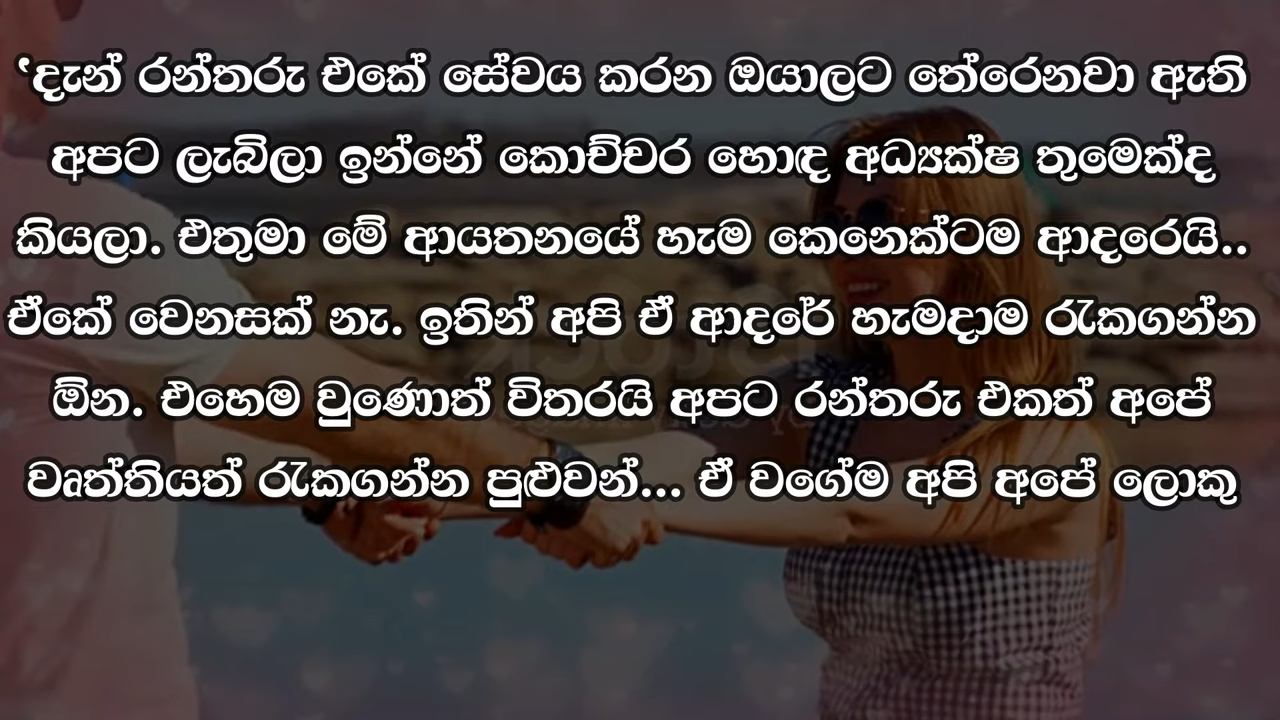 ‘දැන් රන්තරු එකේ සේවය කරන ඔයාලට තේරෙනවා ඇති
අපට ලැබිලා ඉන්නේ කොච්චර හොඳ අධ්‍යක්ෂ තුමෙක්ද
කියලා. එතුමා මේ ආයතනයේ හැම කෙනෙක්ටම ආදරෙයි..
ඒකේ වෙනසක් නැ. ඉතින් අපි ඒ ආදරේ හැමදාම රැකගන්න
ඕන. එහෙම වුණොත් විතරයි අපට රන්තරු එකත් අපේ
වෘත්තියත් රැකගන්න පුළුවන්... ඒ වගේම අපි අපේ ලොකු